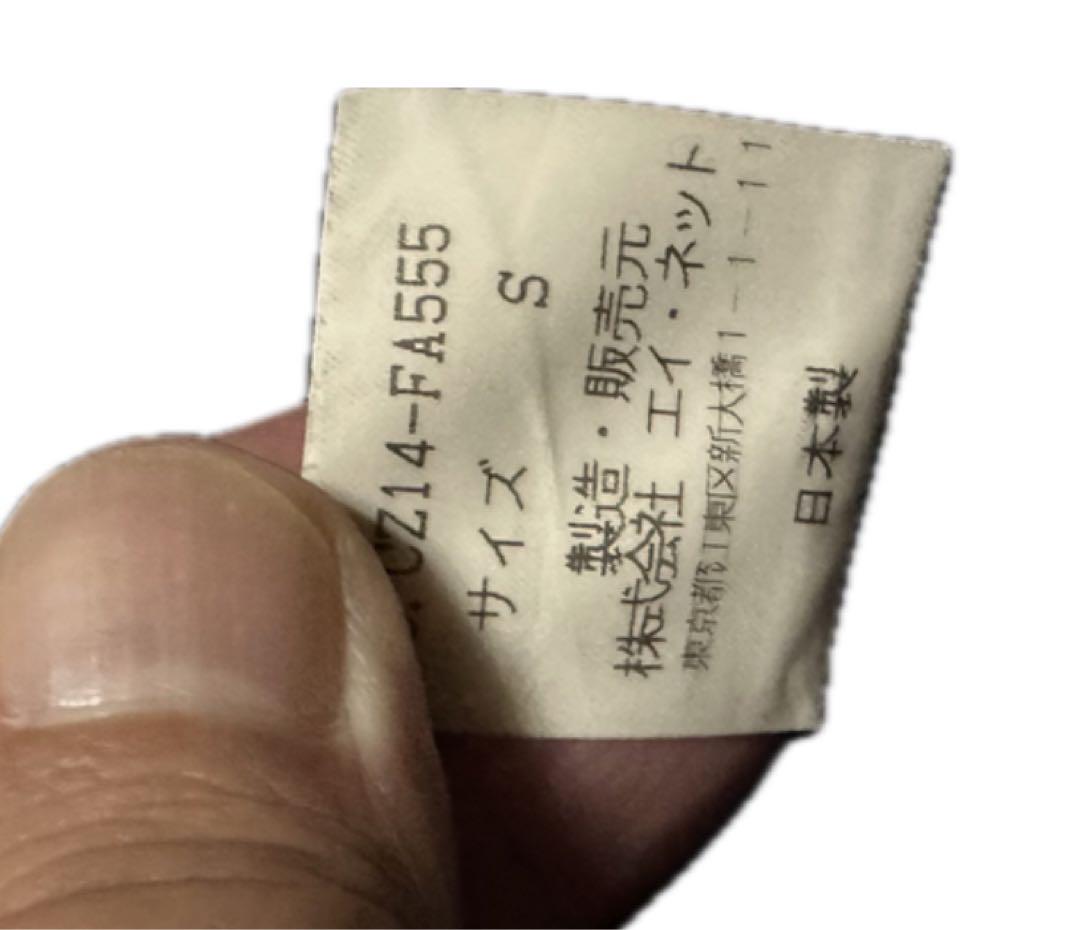 CZ14-FA555
サイズ S
製造・販売元
株式会社 エイ・ネット
東京都江東区新大橋1-1-11
日本製